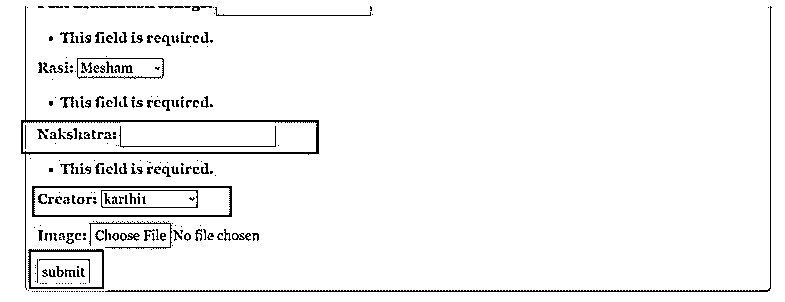 • This field is required.
Rasi: Mesham
• This field is required.
Nakshatra:
• This field is required.
Creator: karthit
Image: Choose File No file chosen
submit